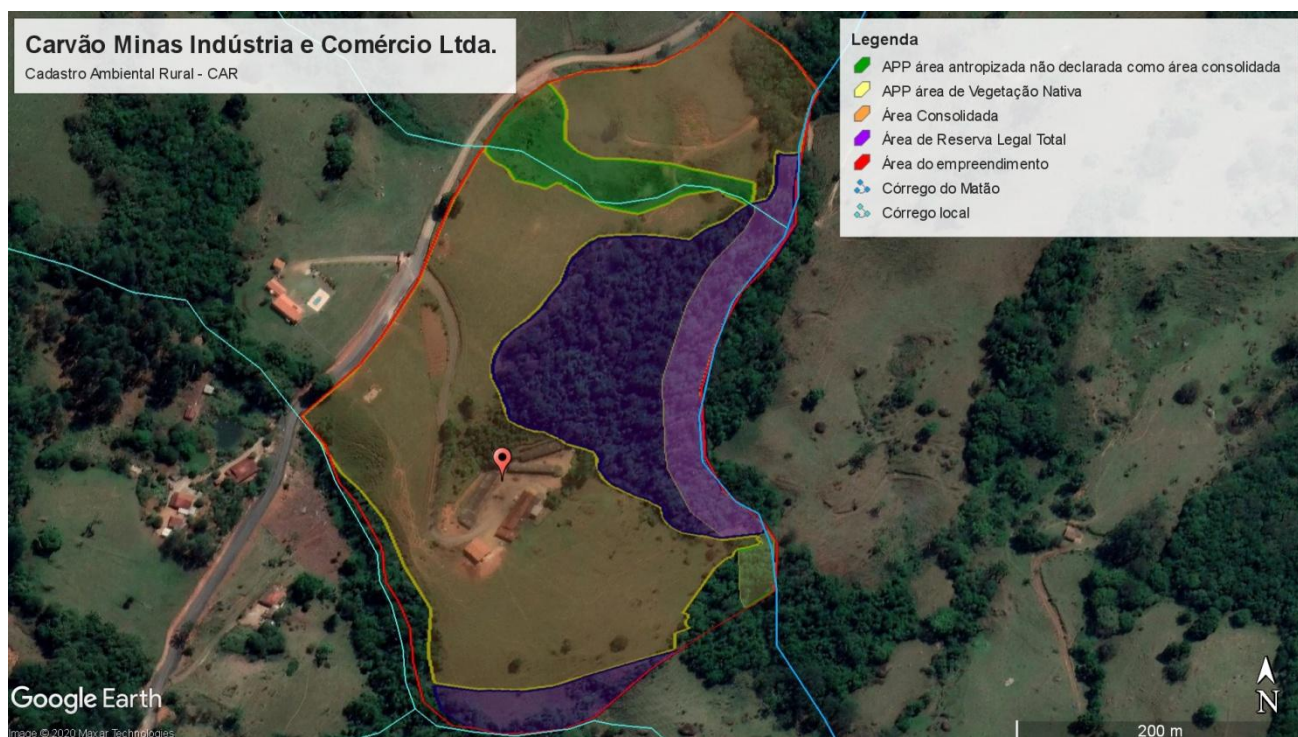 Carvão Minas Indústria e Comércio Ltda.
Cadastro Ambiental Rural - CAR
Legenda
APP área antropizada não declarada como área consolidada
APP área de Vegetação Nativa
Área Consolidada
Área de Reserva Legal Total
Área do empreendimento
Córrego do Matão
Córrego local
Google Earth
Image © 2020 Maxar Technologies
N
200 m